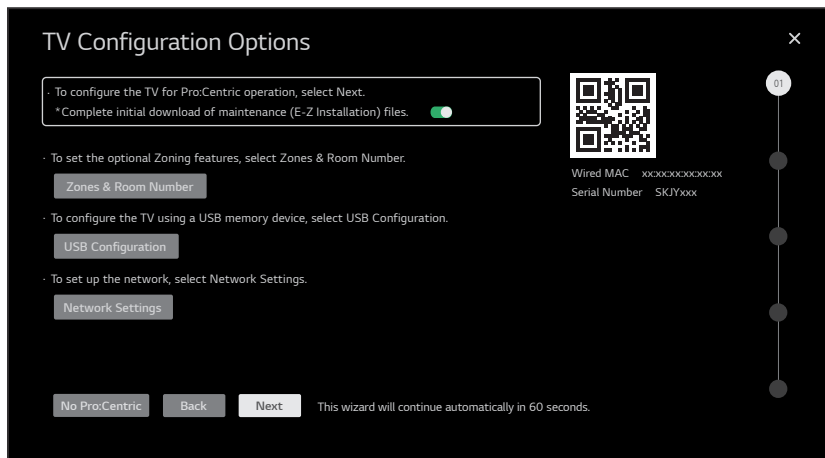 TV Configuration Options
· To configure the TV for Pro:Centric operation, select Next.
*Complete initial download of maintenance (E-Z Installation) files.
01
Wired MAC xx:xx:xx:xx:xx:xx
Serial Number SKJYxxx
· To set the optional Zoning features, select Zones & Room Number.
Zones & Room Number
· To configure the TV using a USB memory device, select USB Configuration.
USB Configuration
· To set up the network, select Network Settings.
Network Settings
No Pro:Centric Back Next This wizard will continue automatically in 60 seconds.